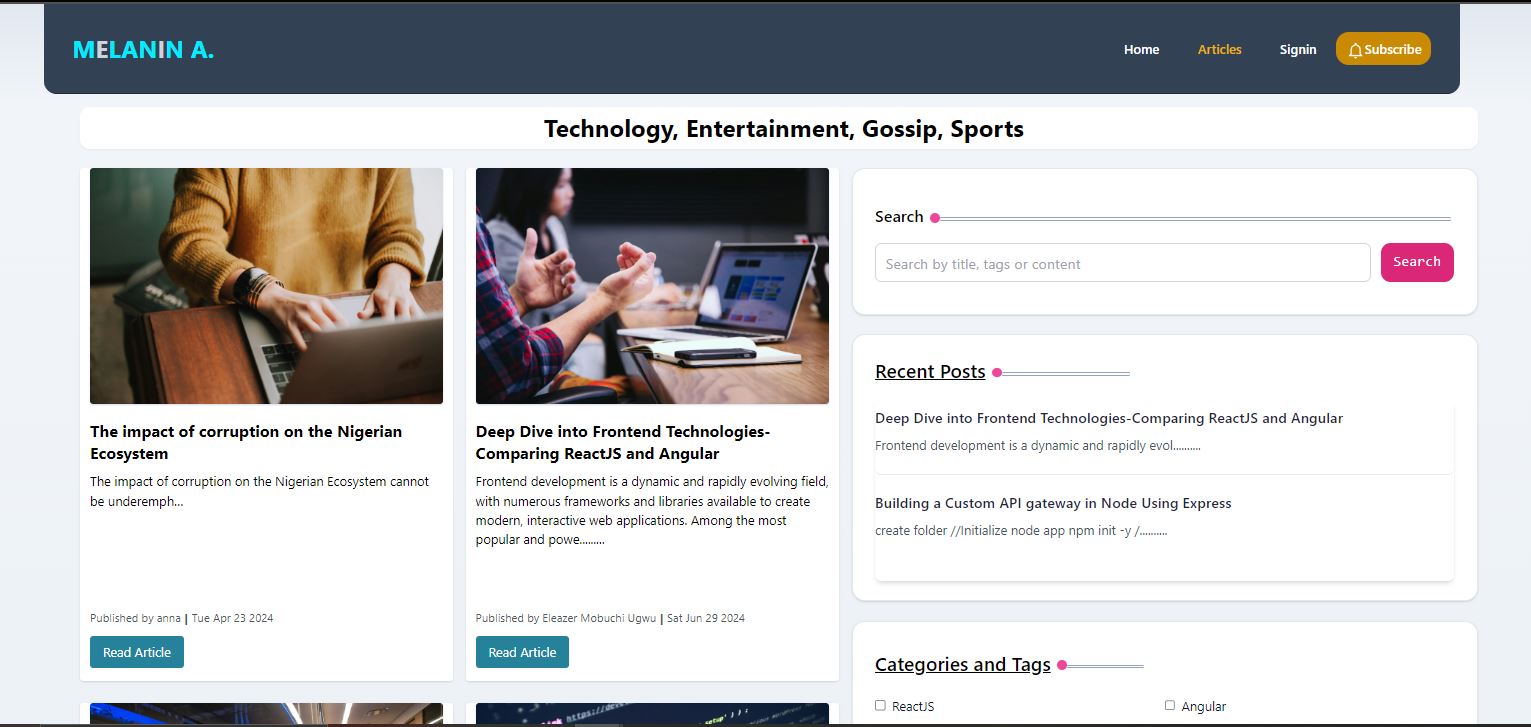 MELANIN A.
Home
Articles
Signin
Subscribe
Technology, Entertainment, Gossip, Sports
The impact of corruption on the Nigerian
Ecosystem
The impact of corruption on the Nigerian Ecosystem cannot
be underemph...
Published by anna | Tue Apr 23 2024
Read Article
Deep Dive into Frontend Technologies-
Comparing ReactJS and Angular
Frontend development is a dynamic and rapidly evolving field,
with numerous frameworks and libraries available to create
modern, interactive web applications. Among the most
popular and powe.........
Published by Eleazer Mobuchi Ugwu | Sat Jun 29 2024
Read Article
Search
Search by title, tags or content
Search
Recent Posts
Deep Dive into Frontend Technologies-Comparing ReactJS and Angular
Frontend development is a dynamic and rapidly evol..........
Building a Custom API gateway in Node Using Express
create folder //Initialize node app npm init -y /..........
Categories and Tags
ReactJS
Angular